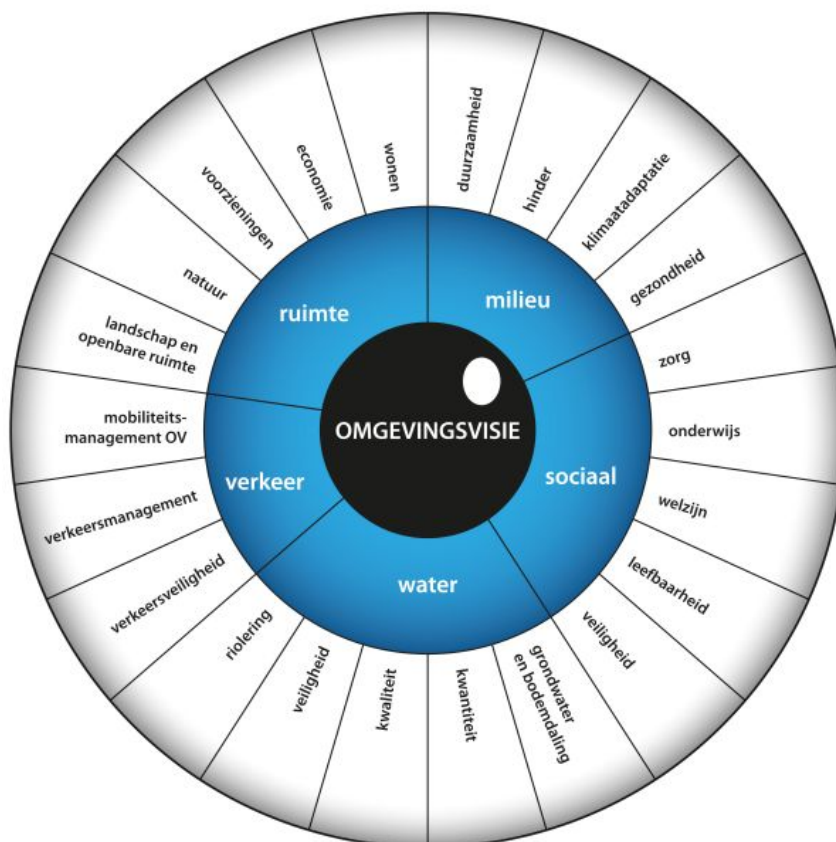 OMGEVINGSVISIE
ruimte
milieu
sociaal
water
verkeer
duurzaamheid
hinder
klimaatadaptatie
gezondheid
zorg
onderwijs
welzijn
leefbaarheid
veiligheid
grondwater
en bodemdaling
kwantiteit
kwaliteit
veiligheid
riolering
verkeersveiligheid
verkeersmanagement
mobiliteits-
management OV
landschap en
openbare ruimte
natuur
voorzieningen
economie
wonen